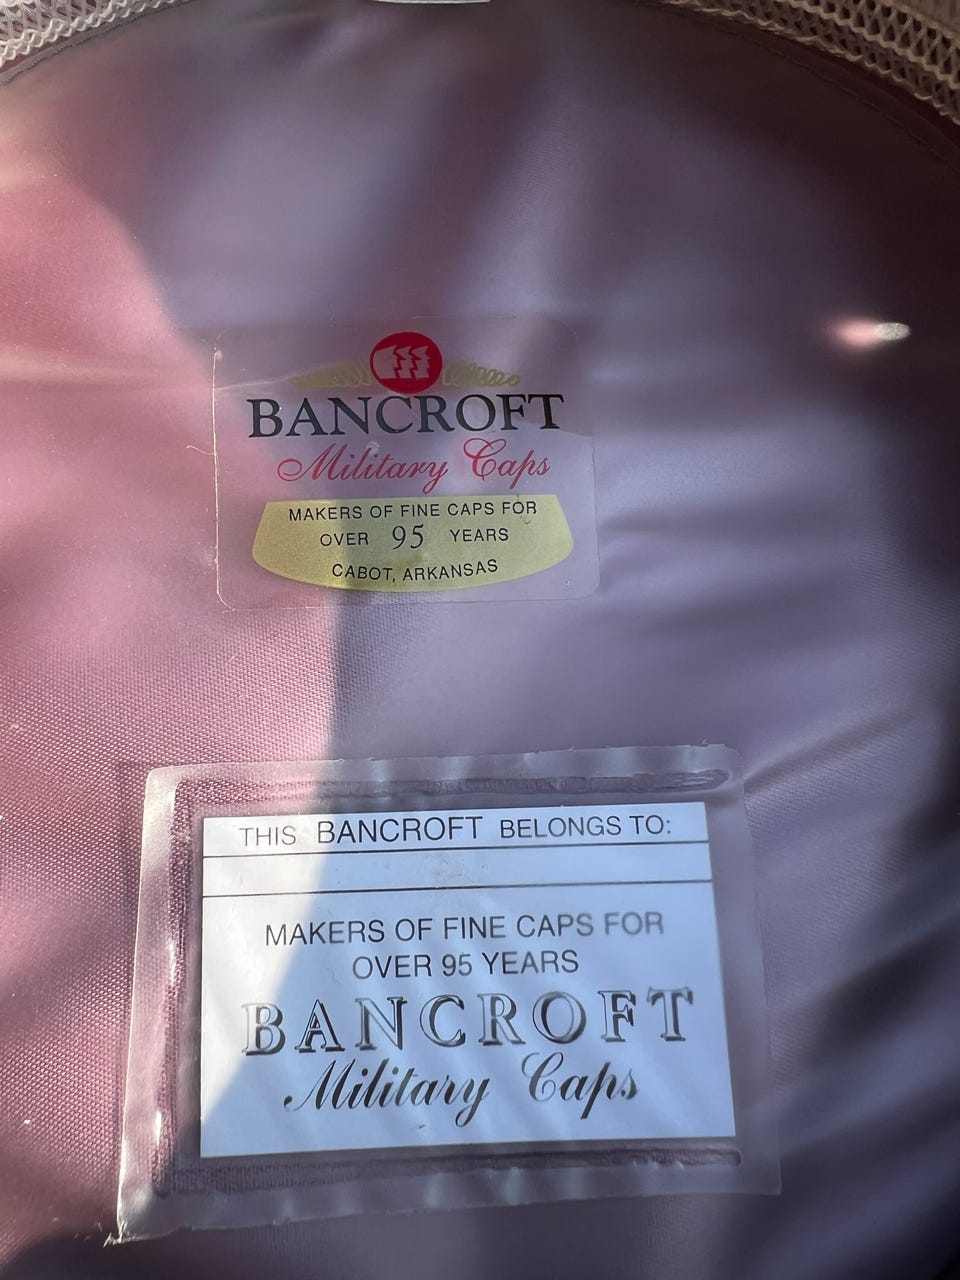 BANCROFT
Military Caps
MAKERS OF FINE CAPS FOR
OVER 95 YEARS
CABOT, ARKANSAS
THIS BANCROFT BELONGS TO:
MAKERS OF FINE CAPS FOR
OVER 95 YEARS
BANCROFT
Military Caps